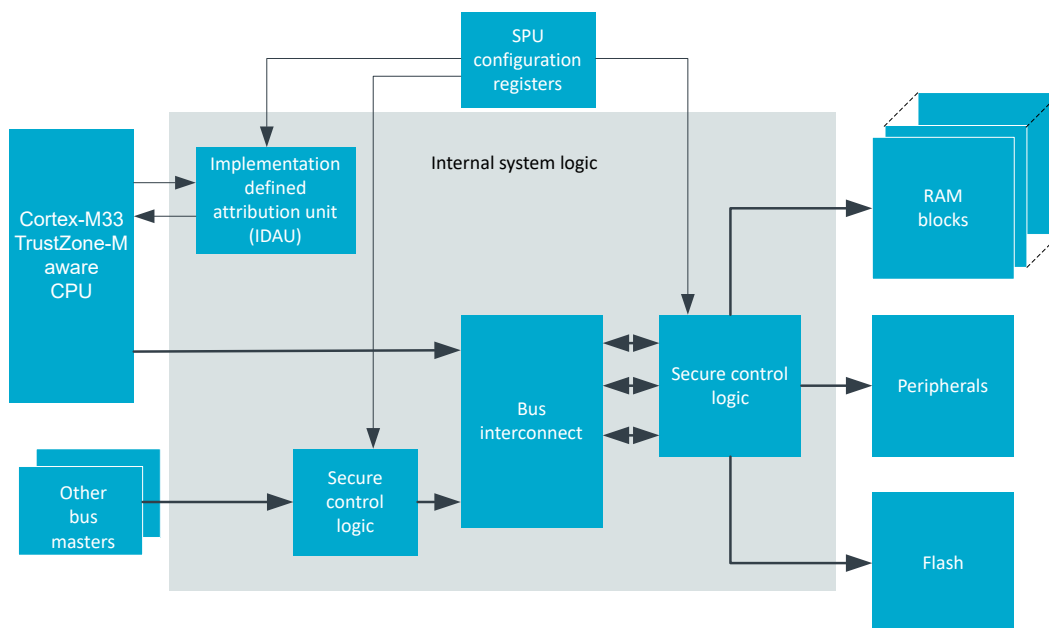 SPU
configuration
registers
Internal system logic
Implementation
defined
attribution unit
(IDAU)
Cortex-M33
TrustZone-M
aware
CPU
RAM
blocks
Secure control
logic
Peripherals
Bus
interconnect
Other
bus
masters
Secure
control
logic
Flash